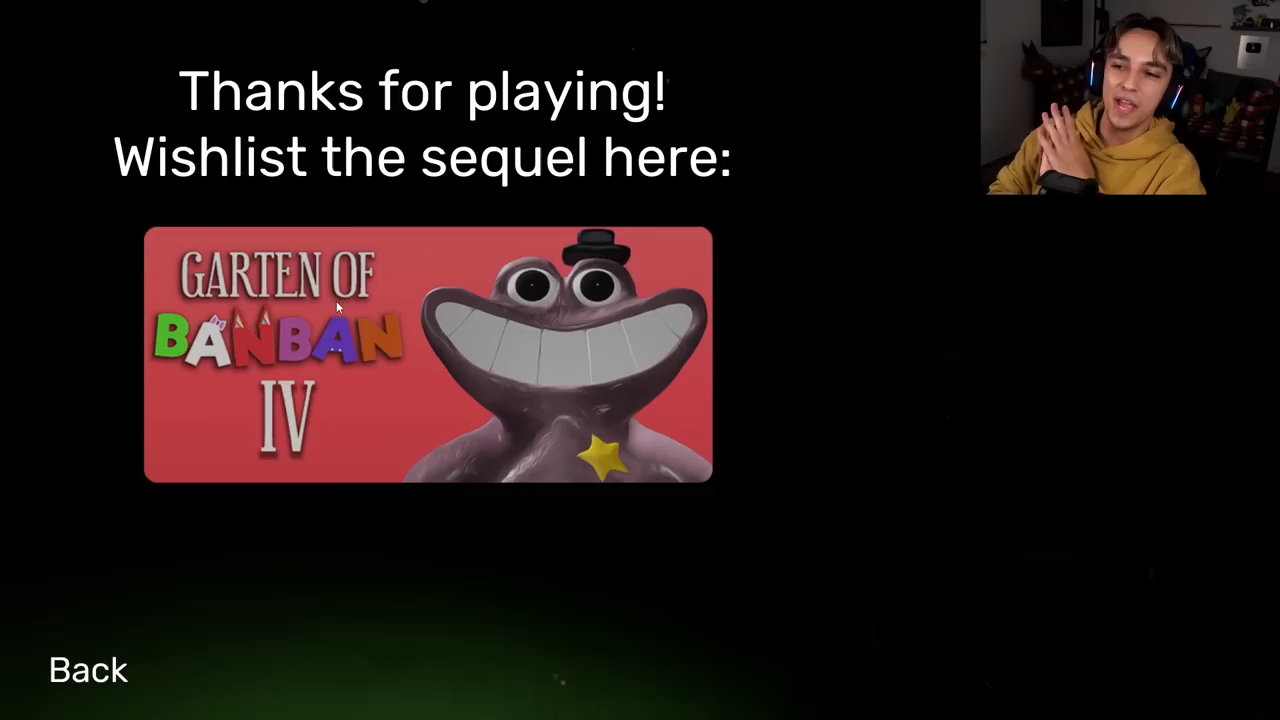 Thanks for playing!
Wishlist the sequel here:
GARTEN OF
BANBAN
IV
Back